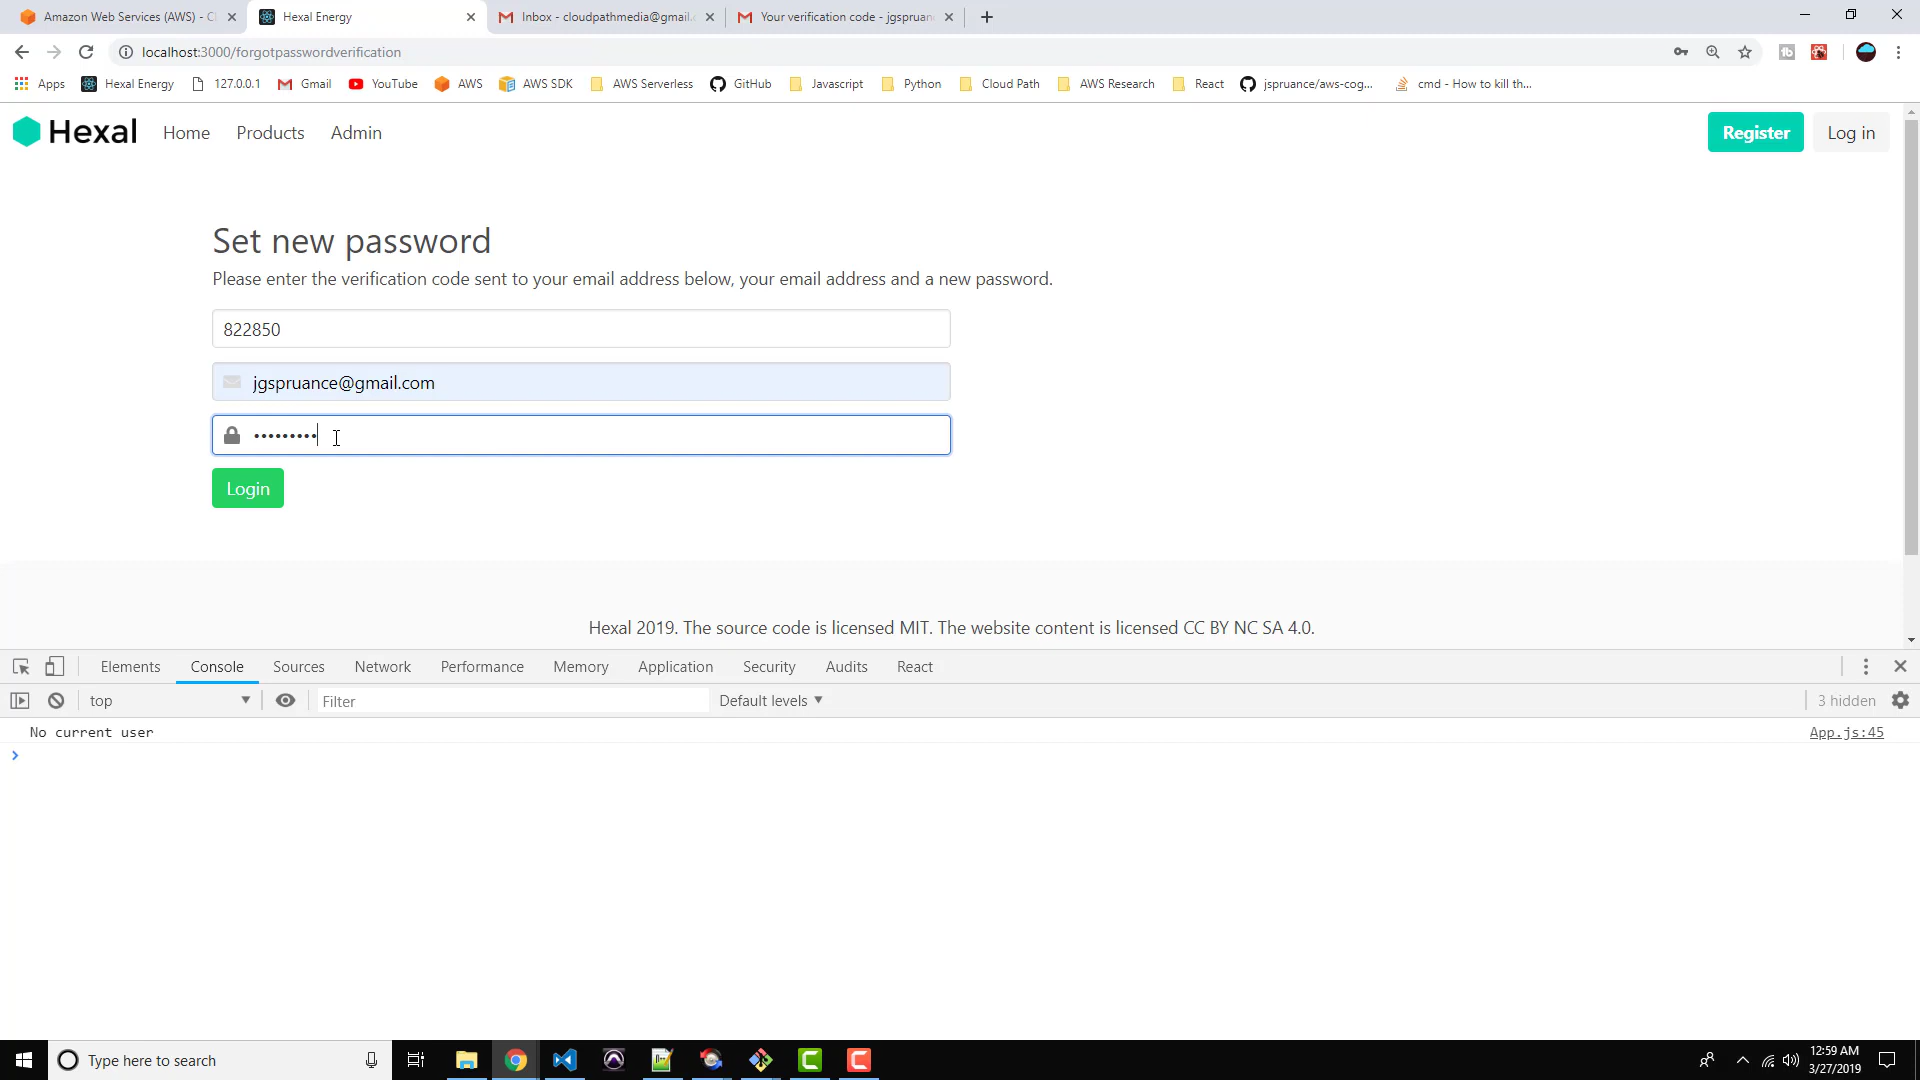 Amazon Web Services (AWS) - C
Hexal Energy
Inbox - cloudpathmedia@gmail.
Your verification code - jgspruan
localhost:3000/forgotpasswordverification
Apps
Hexal Energy
127.0.0.1
Gmail
YouTube
AWS
AWS SDK
AWS Serverless
GitHub
Javascript
Python
Cloud Path
AWS Research
React
jspruance/aws-cog...
cmd - How to kill th...
Hexal
Home
Products
Admin
Register
Log in
Set new password
Please enter the verification code sent to your email address below, your email address and a new password.
822850
jgspruance@gmail.com
•••••••••
Login
Hexal 2019. The source code is licensed MIT. The website content is licensed CC BY NC SA 4.0.
Elements
Console
Sources
Network
Performance
Memory
Application
Security
Audits
React
top
Filter
Default levels
3 hidden
No current user
App.js:45
Type here to search
12:59 AM
3/27/2019